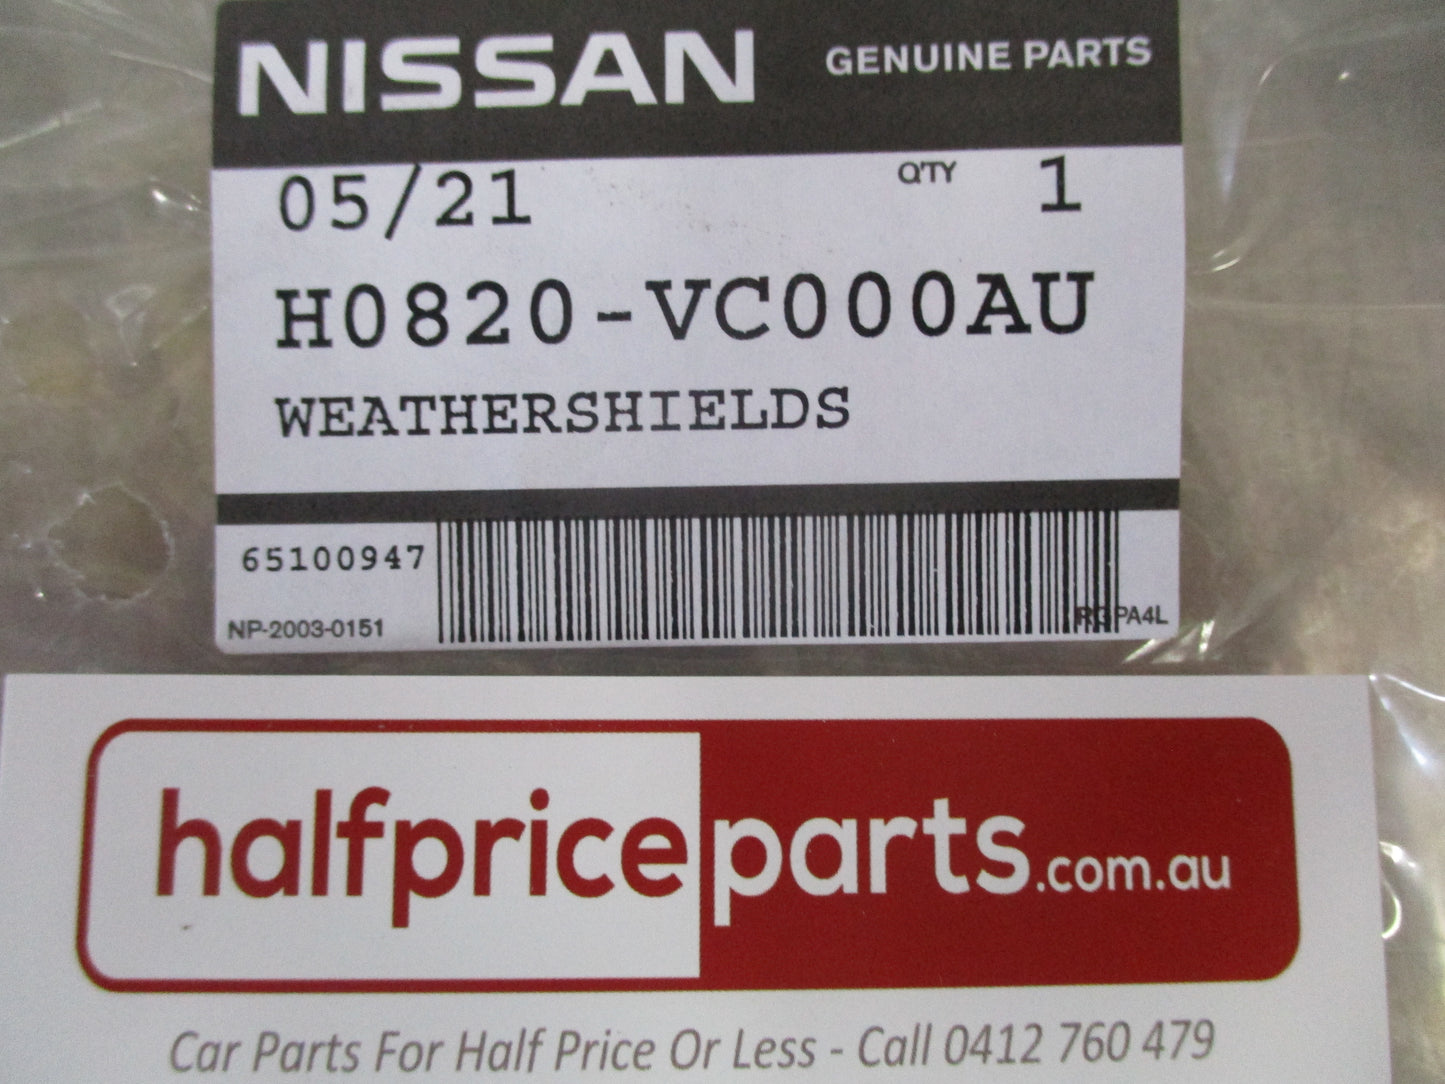 NISSAN GENUINE PARTS
05/21 Q'TY 1
H0820-VC000AU
WEATHERSHIELDS
65100947
NP-2003-0151 RGPA4L
halfpriceparts.com.au
Car Parts For Half Price Or Less - Call 0412 760 479